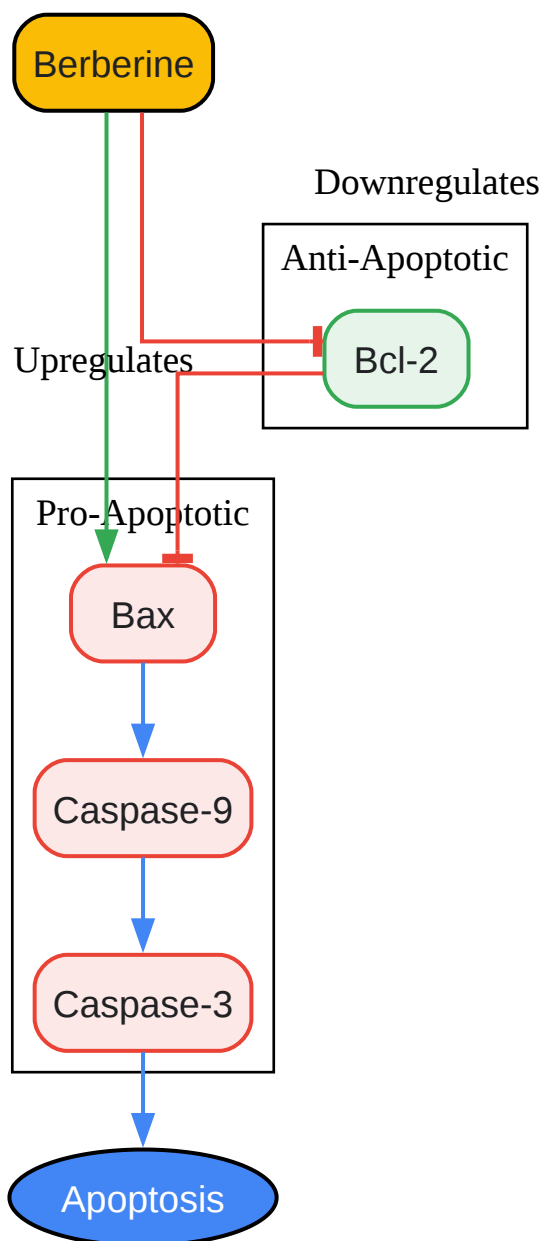 Berberine
Downregulates
Anti-Apoptotic
Bcl-2
Upregulates
Pro-Apoptotic
Bax
Caspase-9
Caspase-3
Apoptosis